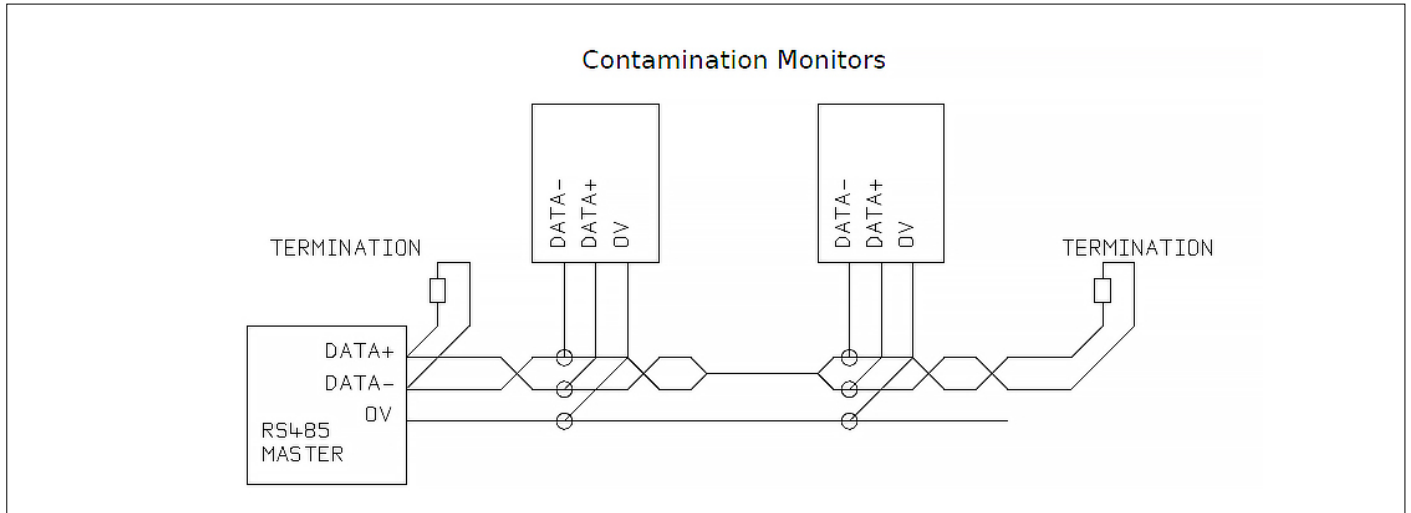 Contamination Monitors
DATA-
DATA+
0V
DATA-
DATA+
0V
TERMINATION
TERMINATION
DATA+
DATA-
0V
RS485
MASTER